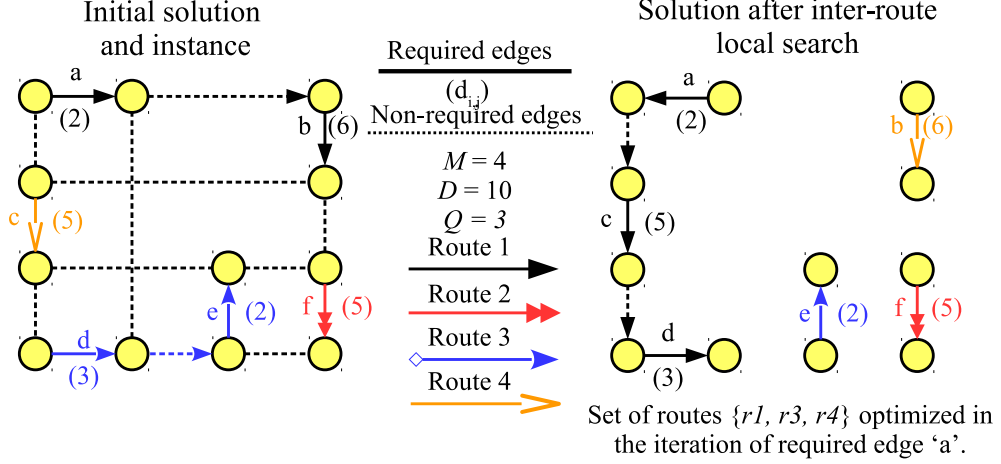 Initial solution
and instance
Solution after inter-route
local search
Required edges
(d_ij)
Non-required edges
M = 4
D = 10
Q = 3
Route 1
Route 2
Route 3
Route 4
a
(2)
b (6)
c (5)
d
(3)
e (2)
f (5)
a
(2)
b (6)
c (5)
d
(3)
e (2)
f (5)
Set of routes {r1, r3, r4} optimized in
the iteration of required edge ‘a’.